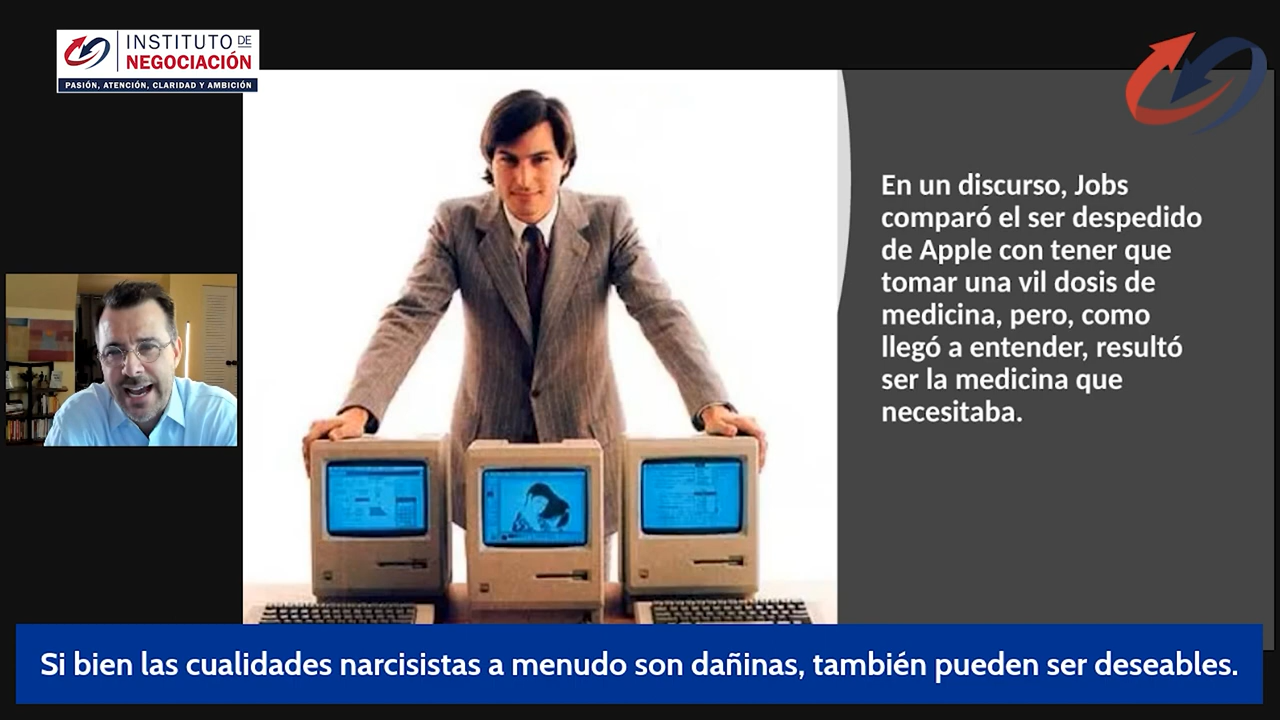 INSTITUTO DE
NEGOCIACIÓN
PASIÓN, ATENCIÓN, CLARIDAD Y AMBICIÓN
En un discurso, Jobs
comparó el ser despedido
de Apple con tener que
tomar una vil dosis de
medicina, pero, como
llegó a entender, resultó
ser la medicina que
necesitaba.
Si bien las cualidades narcisistas a menudo son dañinas, también pueden ser deseables.